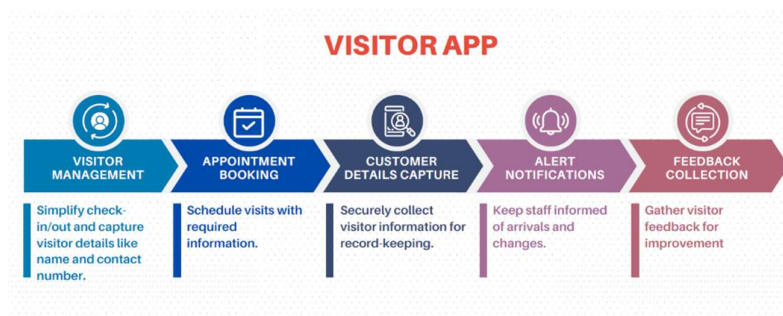 VISITOR APP
VISITOR
MANAGEMENT
APPOINTMENT
BOOKING
CUSTOMER
DETAILS CAPTURE
ALERT
NOTIFICATIONS
FEEDBACK
COLLECTION
Simplify check-
in/out and capture
visitor details like
name and contact
number.
Schedule visits with
required
information.
Securely collect
visitor information for
record-keeping.
Keep staff informed
of arrivals and
changes.
Gather visitor
feedback for
improvement